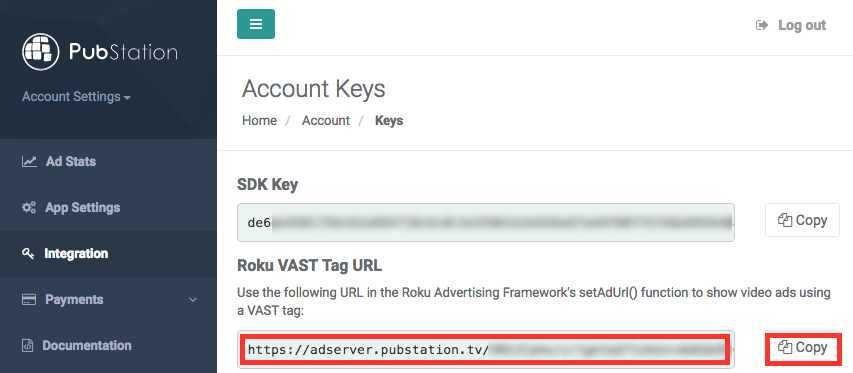 Log out
PubStation
Account Settings
Account Keys
Home / Account / Keys
Ad Stats
App Settings
Integration
Payments
Documentation
SDK Key
de6
Copy
Roku VAST Tag URL
Use the following URL in the Roku Advertising Framework's setAdUrl() function to show video ads using
a VAST tag:
https://adserver.pubstation.tv/
Copy